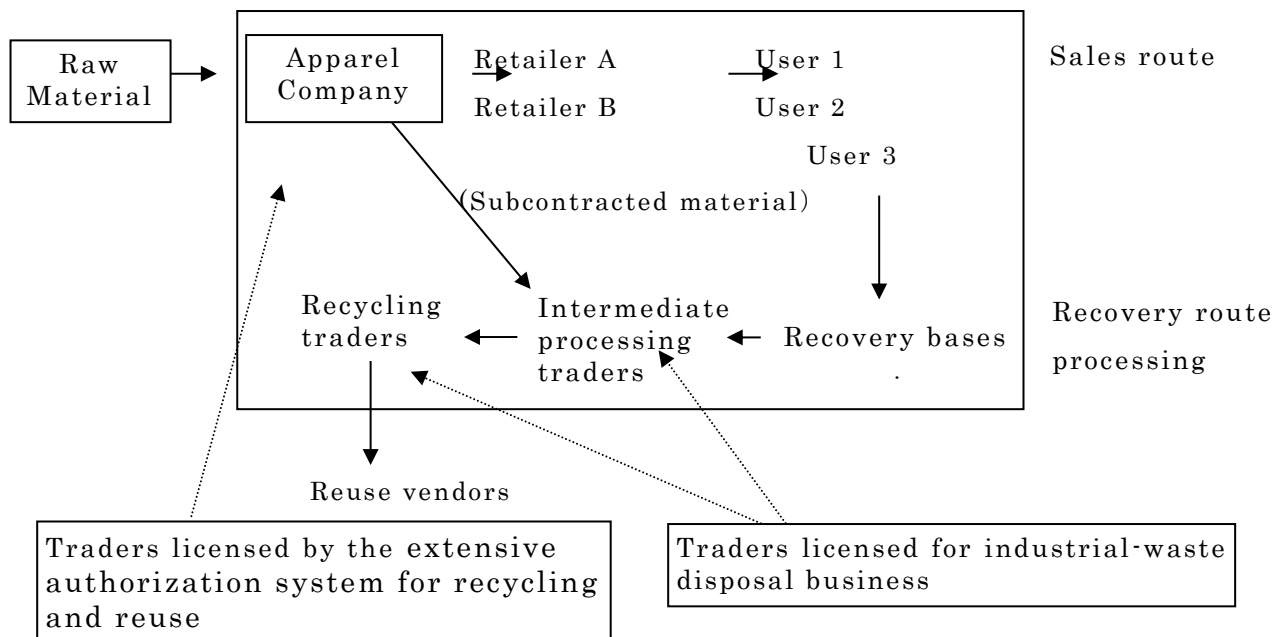 Raw
Material
Apparel
Company
Retailer A
Retailer B
User 1
User 2
User 3
Sales route
(Subcontracted material)
Recycling
traders
Intermediate
processing
traders
Recovery bases
.
Recovery route
processing
Reuse vendors
Traders licensed by the extensive
authorization system for recycling
and reuse
Traders licensed for industrial-waste
disposal business